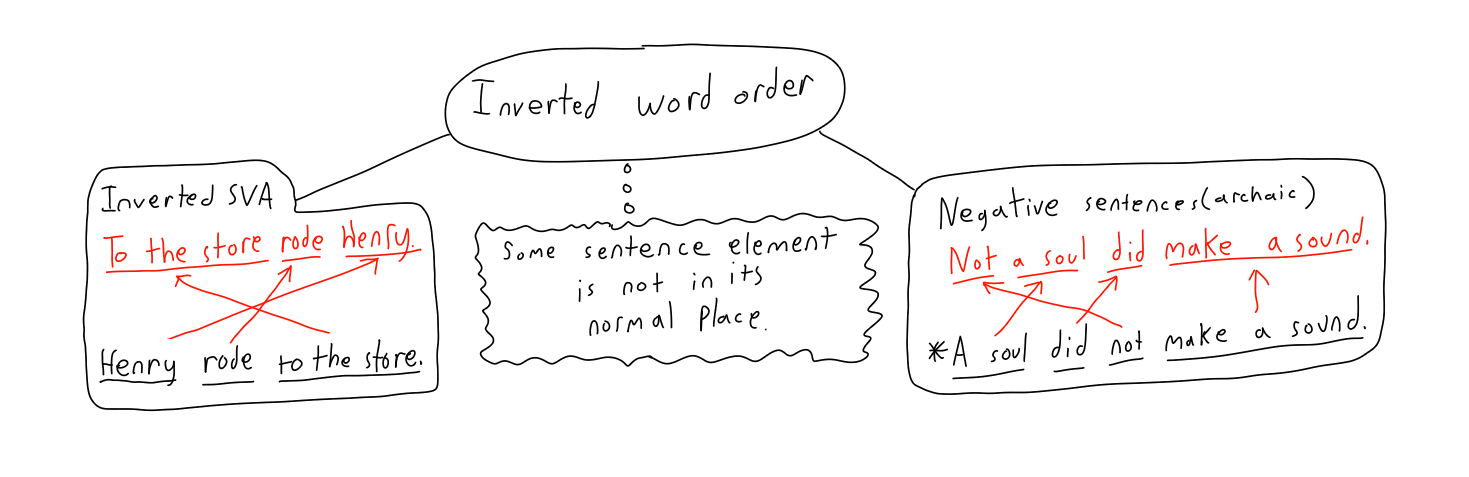 Inverted word order
Inverted SVA
To the store rode Henry.
Henry rode to the store.
Some sentence element
is not in its
normal place.
Negative sentences (archaic)
Not a soul did make a sound.
*A soul did not make a sound.